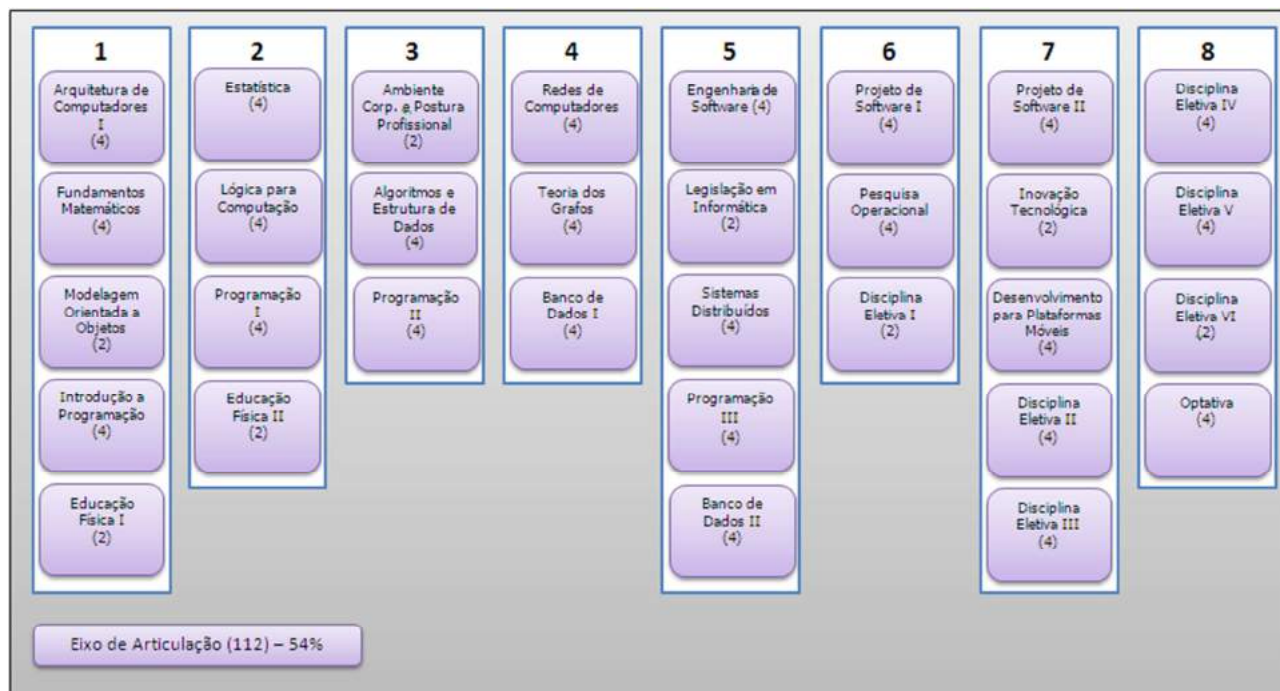 1
Arquitetura de
Computadores
I
(4)
Fundamentos
Matemáticos
(4)
Modelagem
Orientada a
Objetos
(2)
Introdução a
Programação
(4)
Educação
Física I
(2)
2
Estatística
(4)
Lógica para
Computação
(4)
Programação
I
(4)
Educação
Física II
(2)
3
Ambiente
Corp. e Postura
Profissional
(2)
Algoritmos e
Estrutura de
Dados
(4)
Programação
II
(4)
4
Redes de
Computadores
(4)
Teoria dos
Grafos
(4)
Banco de
Dados I
(4)
5
Engenharia de
Software (4)
Legislação em
Informática
(2)
Sistemas
Distribuídos
(4)
Programação
III
(4)
Banco de
Dados II
(4)
6
Projeto de
Software I
(4)
Pesquisa
Operacional
(4)
Disciplina
Eletiva I
(2)
7
Projeto de
Software II
(4)
Inovação
Tecnológica
(2)
Desenvolvimento
para Plataformas
Móveis
(4)
Disciplina
Eletiva II
(4)
Disciplina
Eletiva III
(4)
8
Disciplina
Eletiva IV
(4)
Disciplina
Eletiva V
(4)
Disciplina
Eletiva VI
(2)
Optativa
(4)
Eixo de Articulação (112) – 54%